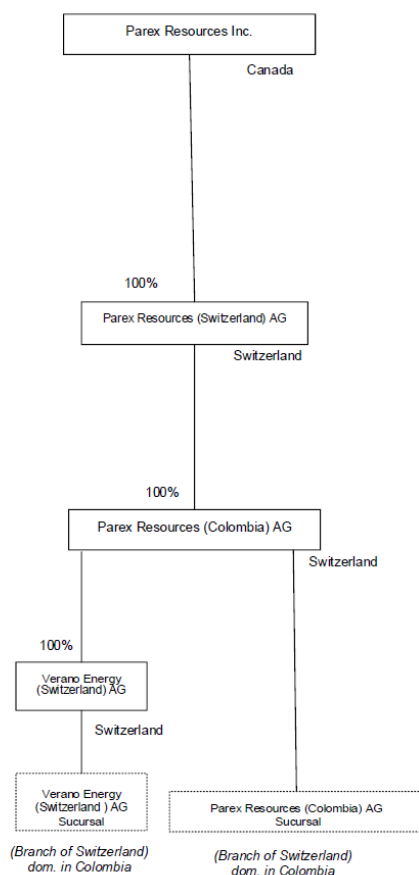 Parex Resources Inc.
Canada
100%
Parex Resources (Switzerland) AG
Switzerland
100%
Parex Resources (Colombia) AG
Switzerland
100%
Verano Energy
(Switzerland) AG
Switzerland
Verano Energy
(Switzerland ) AG
Sucursal
(Branch of Switzerland)
dom. in Colombia
Parex Resources (Colombia) AG
Sucursal
(Branch of Switzerland)
dom. in Colombia